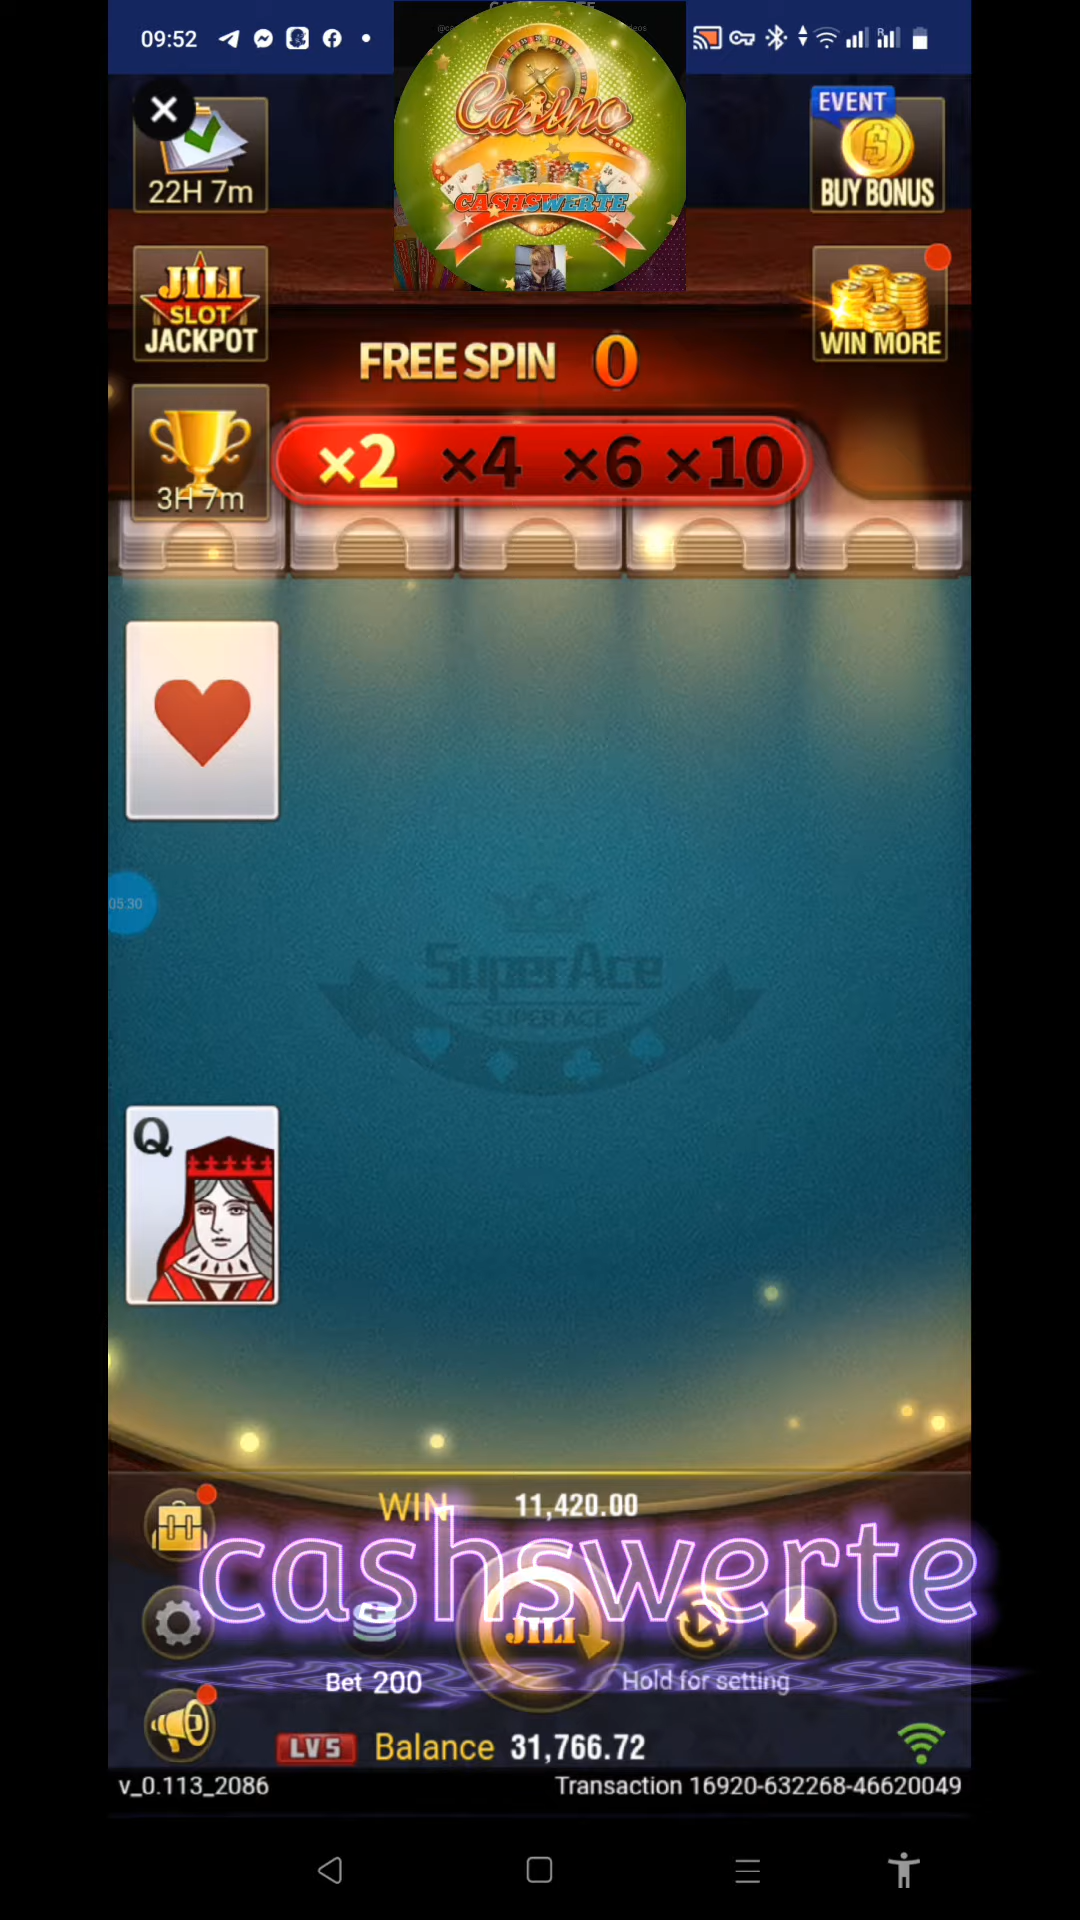 09:52
Casino
CASHSWERTE
22H 7m
EVENT
$
BUY BONUS
JILI
SLOT
JACKPOT
WIN MORE
FREE SPIN 0
3H 7m
×2 ×4 ×6 ×10
05:30
SuperAce
SUPER ACE
Q
WIN 11,420.00
cashswerte
JILI
Bet 200
Hold for setting
LV 5 Balance 31,766.72
v_0.113_2086
Transaction 16920-632268-46620049